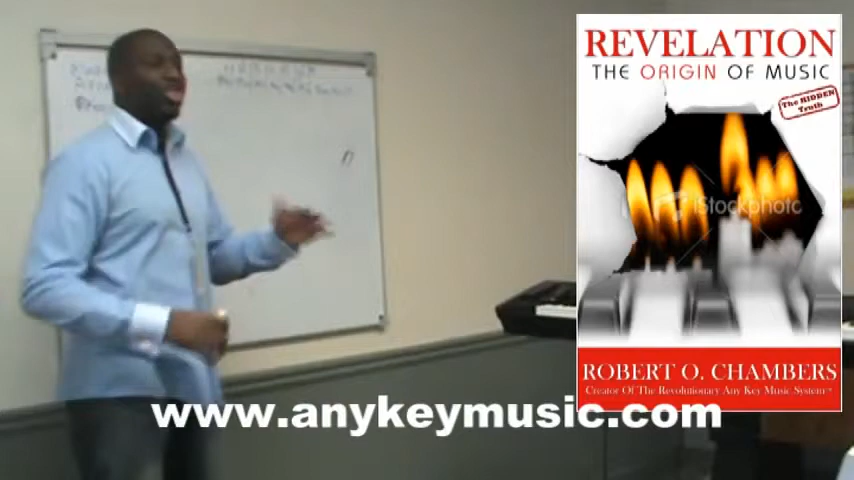 REVELATION
THE ORIGIN OF MUSIC
The HIDDEN
Truth
iStockphoto
ROBERT O. CHAMBERS
Creator Of The Revolutionary Any Key Music System
www.anykeymusic.com